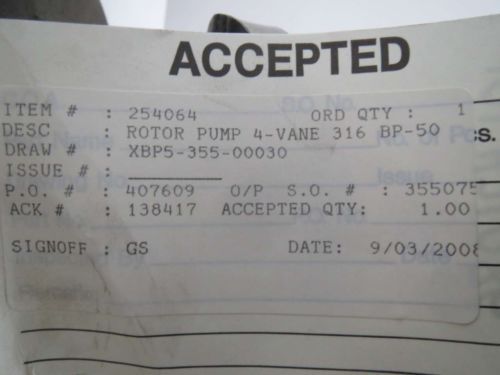 ACCEPTED
ITEM # : 254064 ORD QTY : 1
DESC : ROTOR PUMP 4-VANE 316 BP-50
DRAW # : XBP5-355-00030
ISSUE # :
P.O. # : 407609 O/P S.O. # : 355075
ACK # : 138417 ACCEPTED QTY: 1.00
SIGNOFF : GS DATE: 9/03/2008